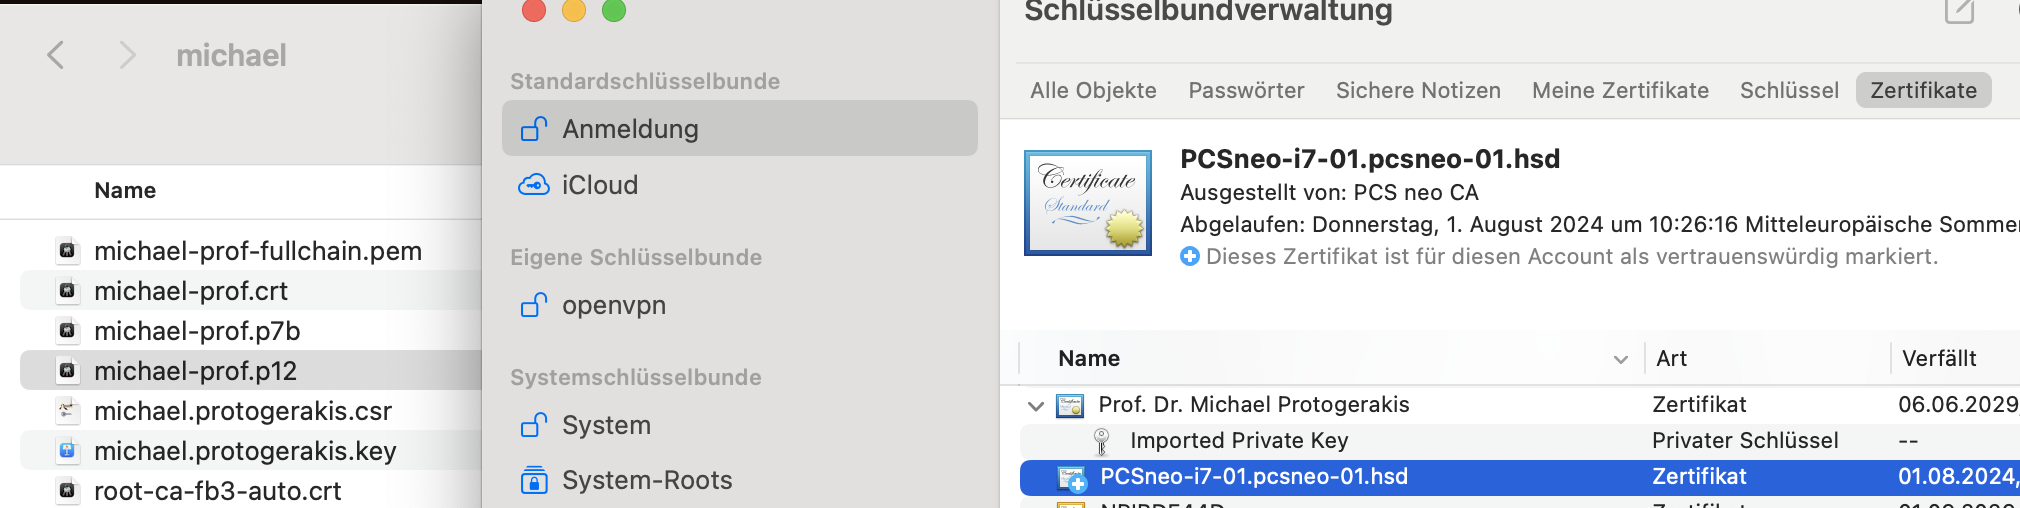 michael
Name
michael-prof-fullchain.pem
michael-prof.crt
michael-prof.p7b
michael-prof.p12
michael.protogerakis.csr
michael.protogerakis.key
root-ca-fb3-auto.crt
Standardschlüsselbunde
Anmeldung
iCloud
Eigene Schlüsselbunde
openvpn
Systemschlüsselbunde
System
System-Roots
Schlüsselbundverwaltung
Alle Objekte Passwörter Sichere Notizen Meine Zertifikate Schlüssel Zertifikate
Certificate
Standard
PCSneo-i7-01.pcsneo-01.hsd
Ausgestellt von: PCS neo CA
Abgelaufen: Donnerstag, 1. August 2024 um 10:26:16 Mitteleuropäische Sommer
Dieses Zertifikat ist für diesen Account als vertrauenswürdig markiert.
Name Art Verfällt
Prof. Dr. Michael Protogerakis Zertifikat 06.06.2029,
Imported Private Key Privater Schlüssel --
PCSneo-i7-01.pcsneo-01.hsd Zertifikat 01.08.2024,